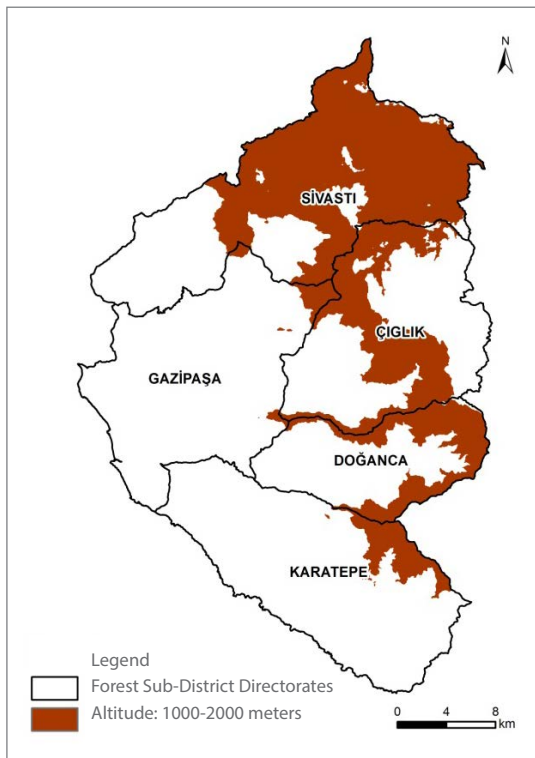 N
SİVASTI
ÇIGLIK
GAZİPAŞA
DOĞANCA
KARATEPE
Legend
Forest Sub-District Directorates
Altitude: 1000-2000 meters
0 4 8
km